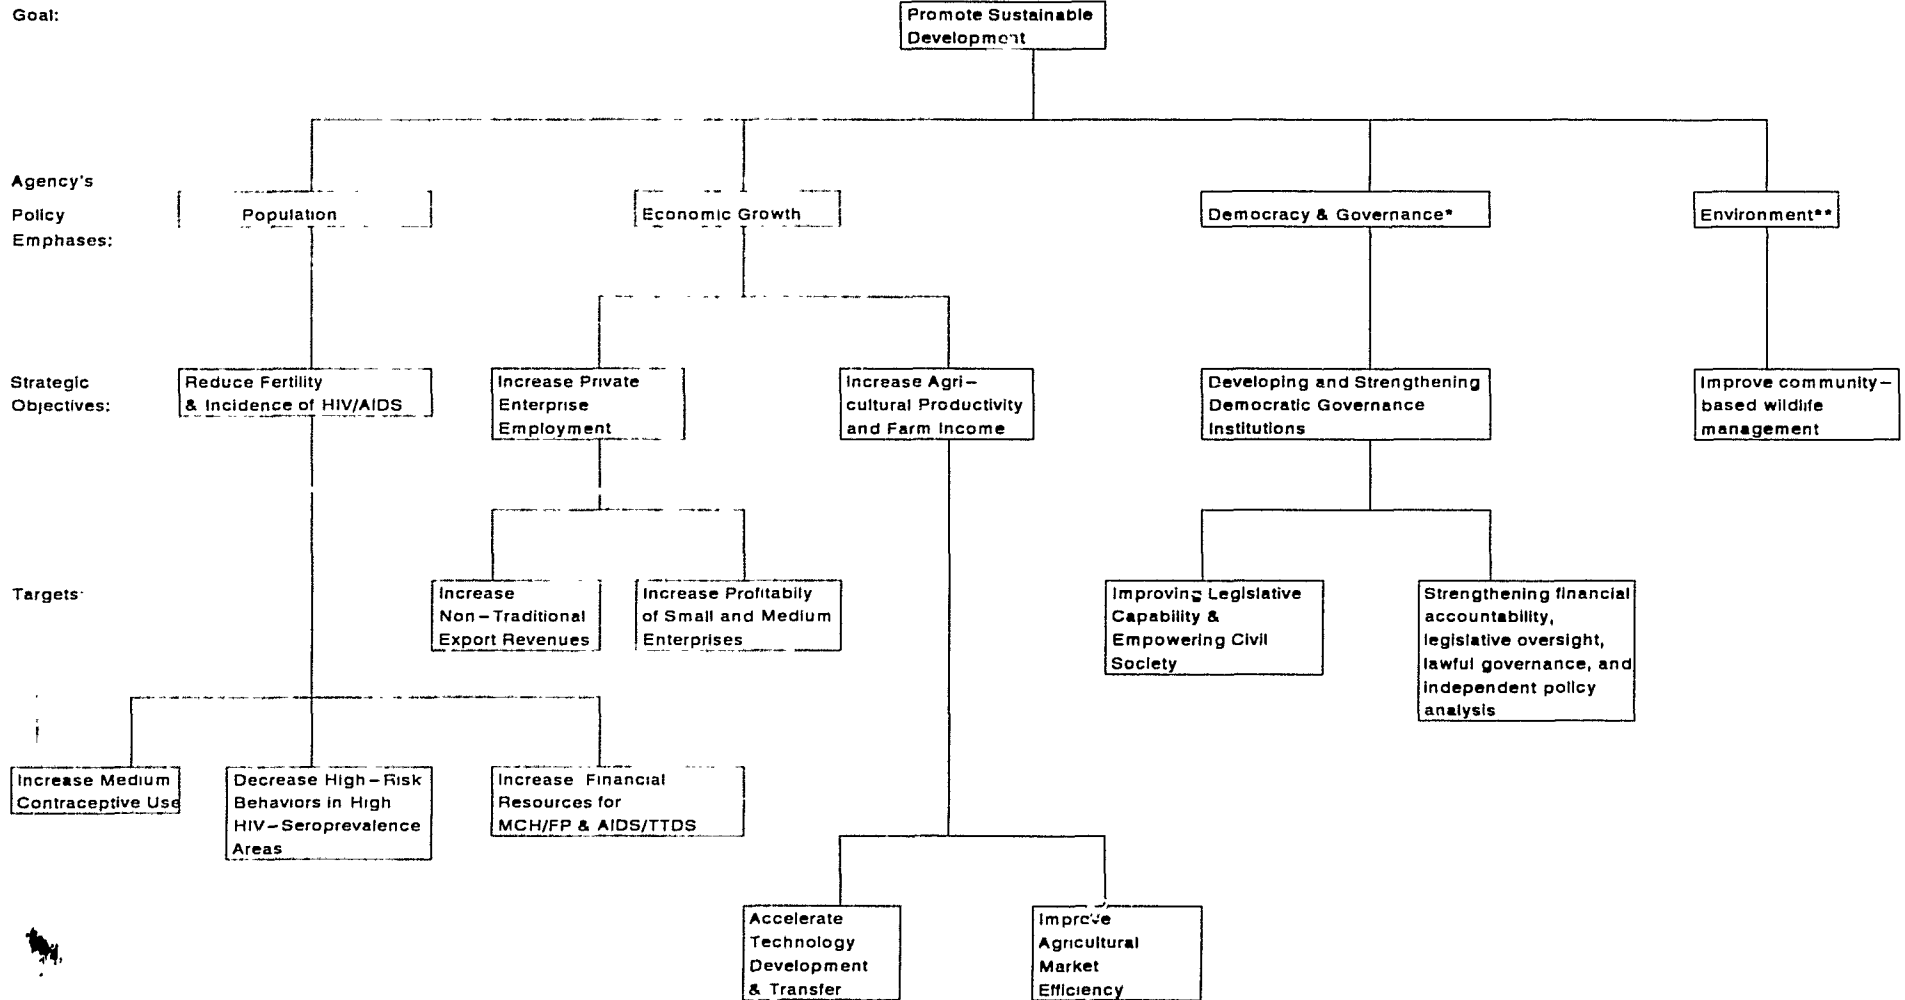 Goal:
Promote Sustainable
Development
Agency's
Policy
Emphases:
Population
Economic Growth
Democracy & Governance*
Environment**
Strategic
Objectives:
Reduce Fertility
& Incidence of HIV/AIDS
Increase Private
Enterprise
Employment
Increase Agri-
cultural Productivity
and Farm Income
Developing and Strengthening
Democratic Governance
Institutions
Improve community-
based wildlife
management
Targets:
Increase
Non-Traditional
Export Revenues
Increase Profitabily
of Small and Medium
Enterprises
Improving Legislative
Capability &
Empowering Civil
Society
Strengthening financial
accountability,
legislative oversight,
lawful governance, and
independent policy
analysis
Increase Medium
Contraceptive Use
Decrease High-Risk
Behaviors in High
HIV-Seroprevalence
Areas
Increase Financial
Resources for
MCH/FP & AIDS/TTDS
Accelerate
Technology
Development
& Transfer
Improve
Agricultural
Market
Efficiency